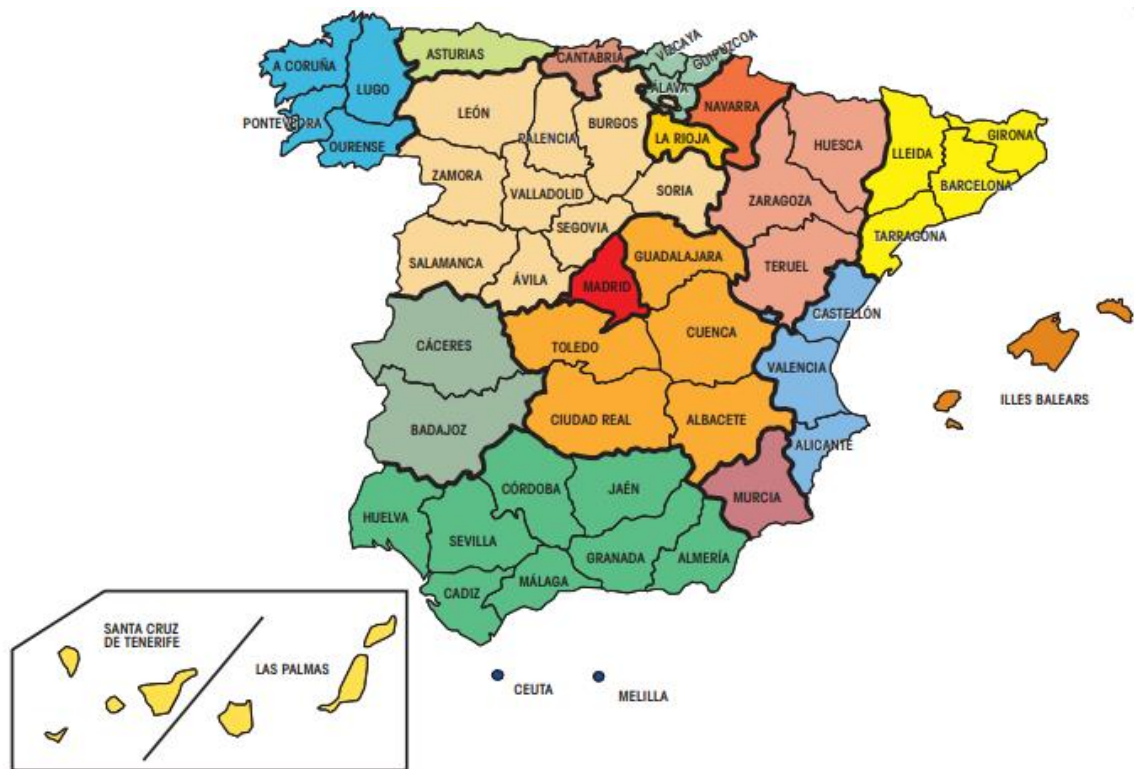 A CORUÑA
LUGO
PONTEVEDRA
OURENSE
ASTURIAS
CANTABRIA
VIZCAYA
GUIPUZCOA
ÁLAVA
NAVARRA
LA RIOJA
LEÓN
PALENCIA
BURGOS
ZAMORA
VALLADOLID
SORIA
SEGOVIA
SALAMANCA
ÁVILA
HUESCA
ZARAGOZA
TERUEL
LLEIDA
GIRONA
BARCELONA
TARRAGONA
MADRID
GUADALAJARA
CUENCA
TOLEDO
CIUDAD REAL
ALBACETE
CÁCERES
BADAJOZ
CASTELLÓN
VALENCIA
ALICANTE
ILLES BALEARS
MURCIA
HUELVA
SEVILLA
CÓRDOBA
JAÉN
CADIZ
MÁLAGA
GRANADA
ALMERÍA
SANTA CRUZ
DE TENERIFE
LAS PALMAS
CEUTA
MELILLA